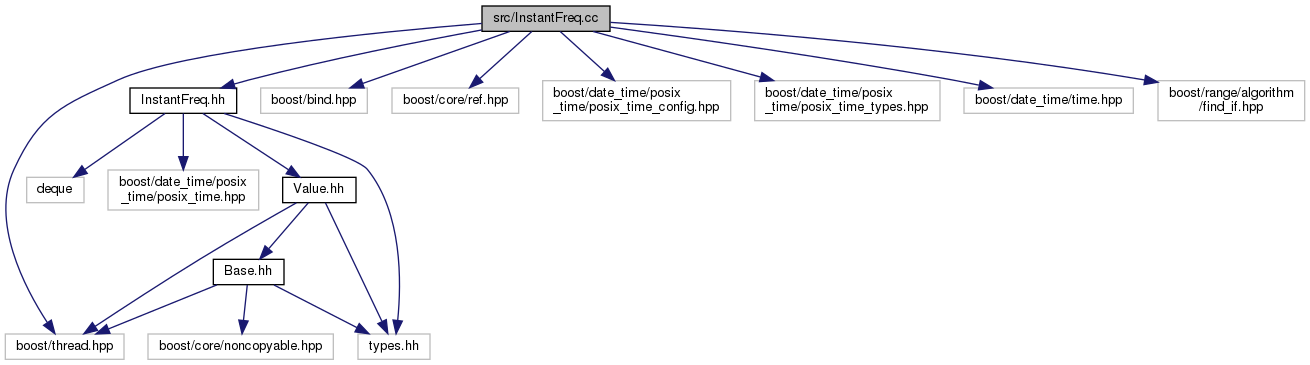 src/InstantFreq.cc
InstantFreq.hh
boost/bind.hpp
boost/core/ref.hpp
boost/date_time/posix
_time/posix_time_config.hpp
boost/date_time/posix
_time/posix_time_types.hpp
boost/date_time/time.hpp
boost/range/algorithm
/find_if.hpp
deque
boost/date_time/posix
_time/posix_time.hpp
Value.hh
Base.hh
boost/thread.hpp
boost/core/noncopyable.hpp
types.hh